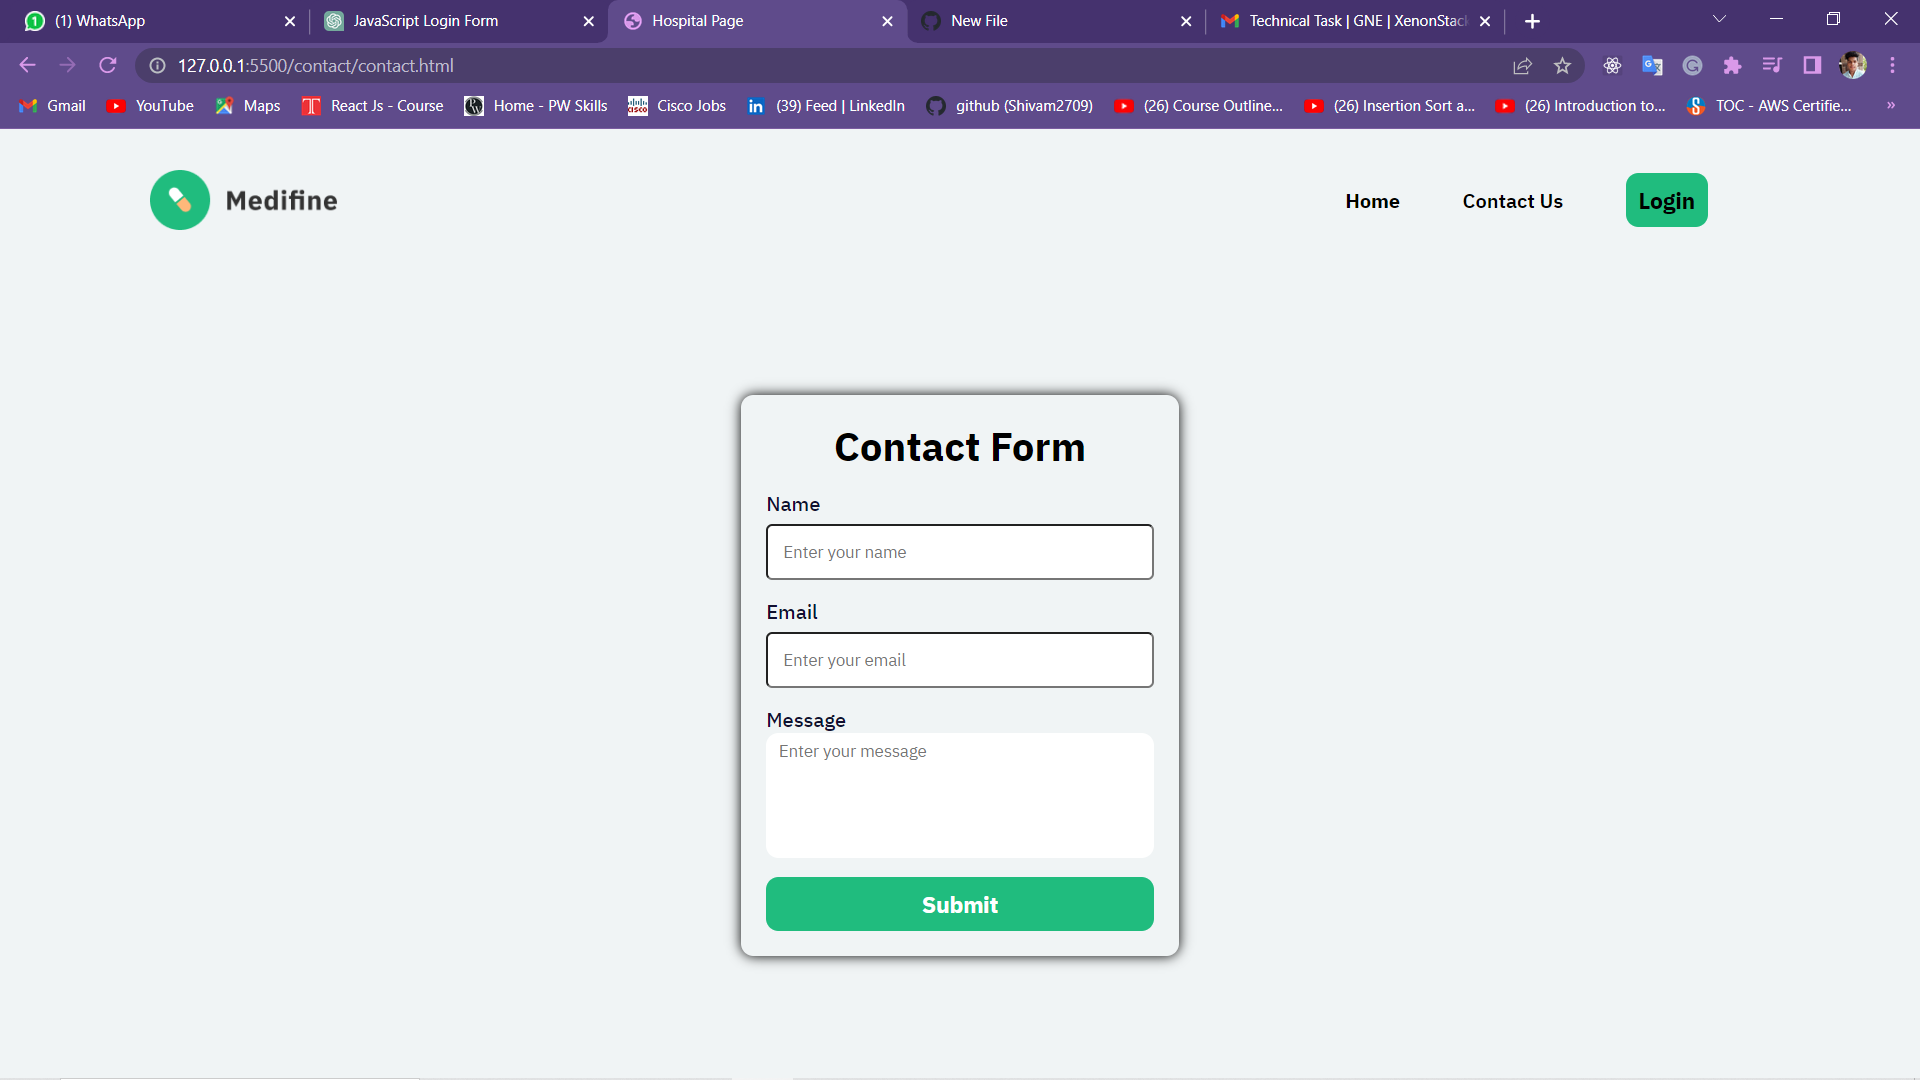 (1) WhatsApp
JavaScript Login Form
Hospital Page
New File
Technical Task | GNE | XenonStac
127.0.0.1:5500/contact/contact.html
Gmail
YouTube
Maps
React Js - Course
Home - PW Skills
Cisco Jobs
(39) Feed | LinkedIn
github (Shivam2709)
(26) Course Outline...
(26) Insertion Sort a...
(26) Introduction to...
TOC - AWS Certifie...
»
Medifine
Home
Contact Us
Login
Contact Form
Name
Enter your name
Email
Enter your email
Message
Enter your message
Submit